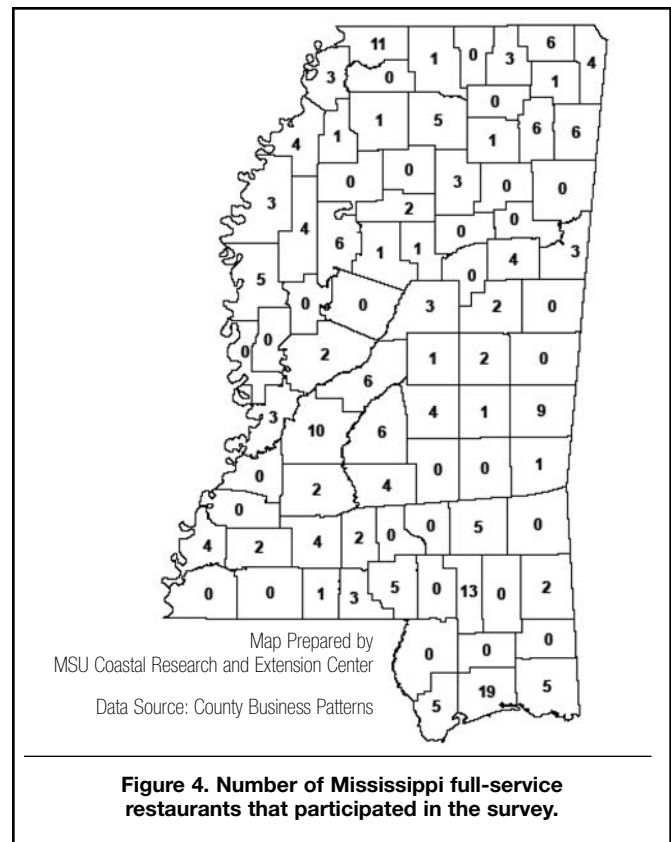 11 1 0 3 6 4
3 0 1
0
1 5
4 1 1 6 6
0 0 3 0 0
3 4 2
6 1 1 0 0
5 0 4 3
0 0 3 2 0
0 0 2 1 2 0
6
3 10 6 4 1 9
0 2 4 0 0 1
0
4 2 4 2 0 0 5 0
0 0 1 3 5 0 13 0 2
Map Prepared by
MSU Coastal Research and Extension Center
Data Source: County Business Patterns
0 0 0
5 19 5
Figure 4. Number of Mississippi full-service
restaurants that participated in the survey.